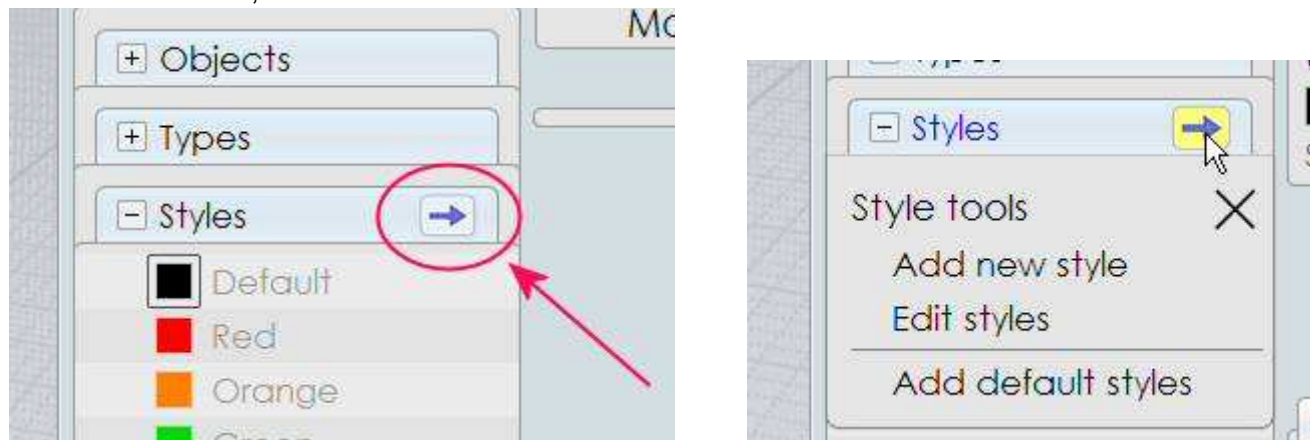 Objects
Types
Styles
Default
Red
Orange
Styles
Style tools
Add new style
Edit styles
Add default styles